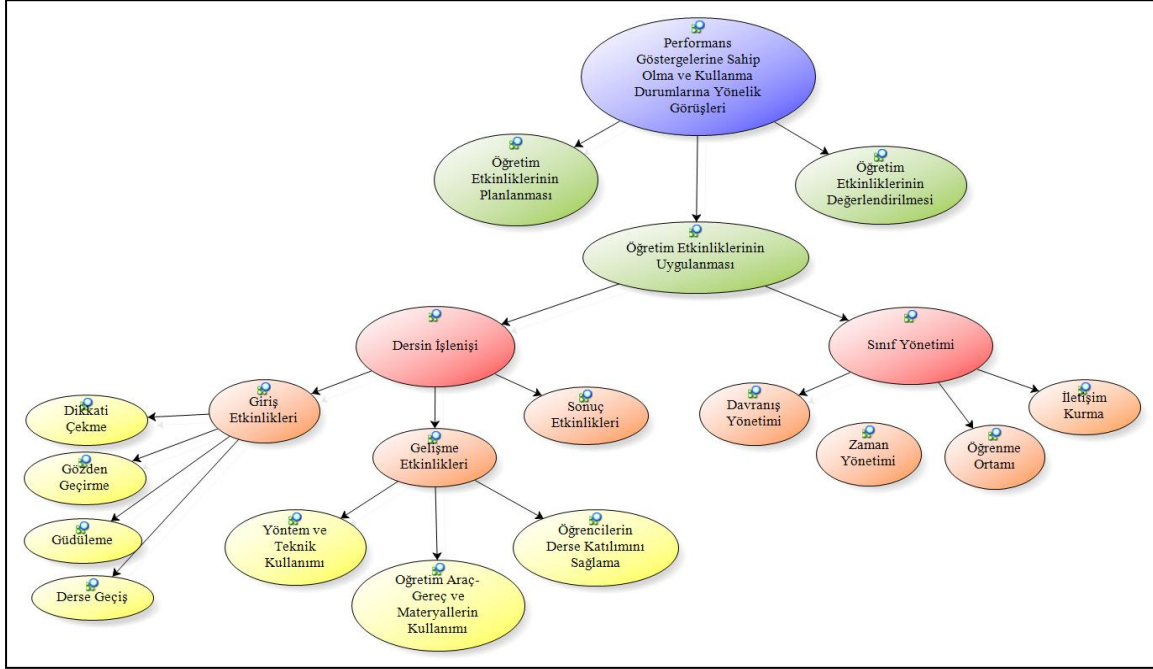 Performans
Göstergelerine Sahip
Olma ve Kullanma
Durumlarına Yönelik
Görüşleri
Öğretim
Etkinliklerinin
Planlanması
Öğretim
Etkinliklerinin
Değerlendirilmesi
Öğretim Etkinliklerinin
Uygulanması
Dersin İşlenişi
Sınıf Yönetimi
Giriş
Etkinlikleri
Sonuç
Etkinlikleri
Gelişme
Etkinlikleri
Davranış
Yönetimi
Zaman
Yönetimi
Öğrenme
Ortamı
İletişim
Kurma
Dikkati
Çekme
Gözden
Geçirme
Güdüleme
Derse Geçiş
Yöntem ve
Teknik
Kullanımı
Öğretim Araç-
Gereç ve
Materyallerin
Kullanımı
Öğrencilerin
Derse Katılımını
Sağlama